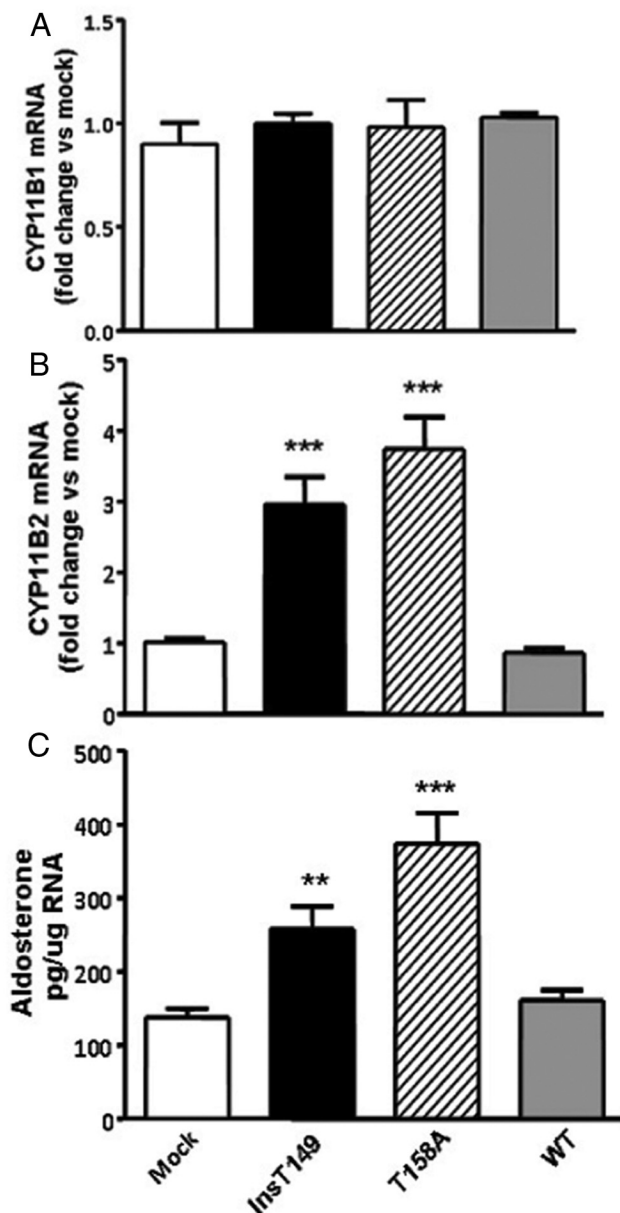 A
CYP11B1 mRNA
(fold change vs mock)
1.5
1.0
0.5
0.0
B
CYP11B2 mRNA
(fold change vs mock)
5
4
3
2
1
0
***
***
C
Aldosterone
pg/ug RNA
500
400
300
200
100
0
**
***
Mock
InsT149
T158A
WT